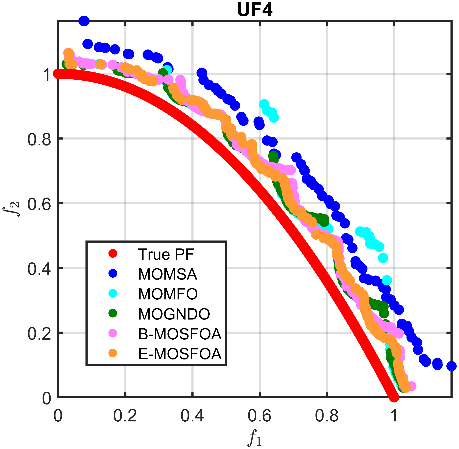 UF4
1
0.8
0.6
0.4
0.2
0
f2
True PF
MOMSA
MOMFO
MOGNDO
B-MOSFOA
E-MOSFOA
0 0.2 0.4 0.6 0.8 1
f1